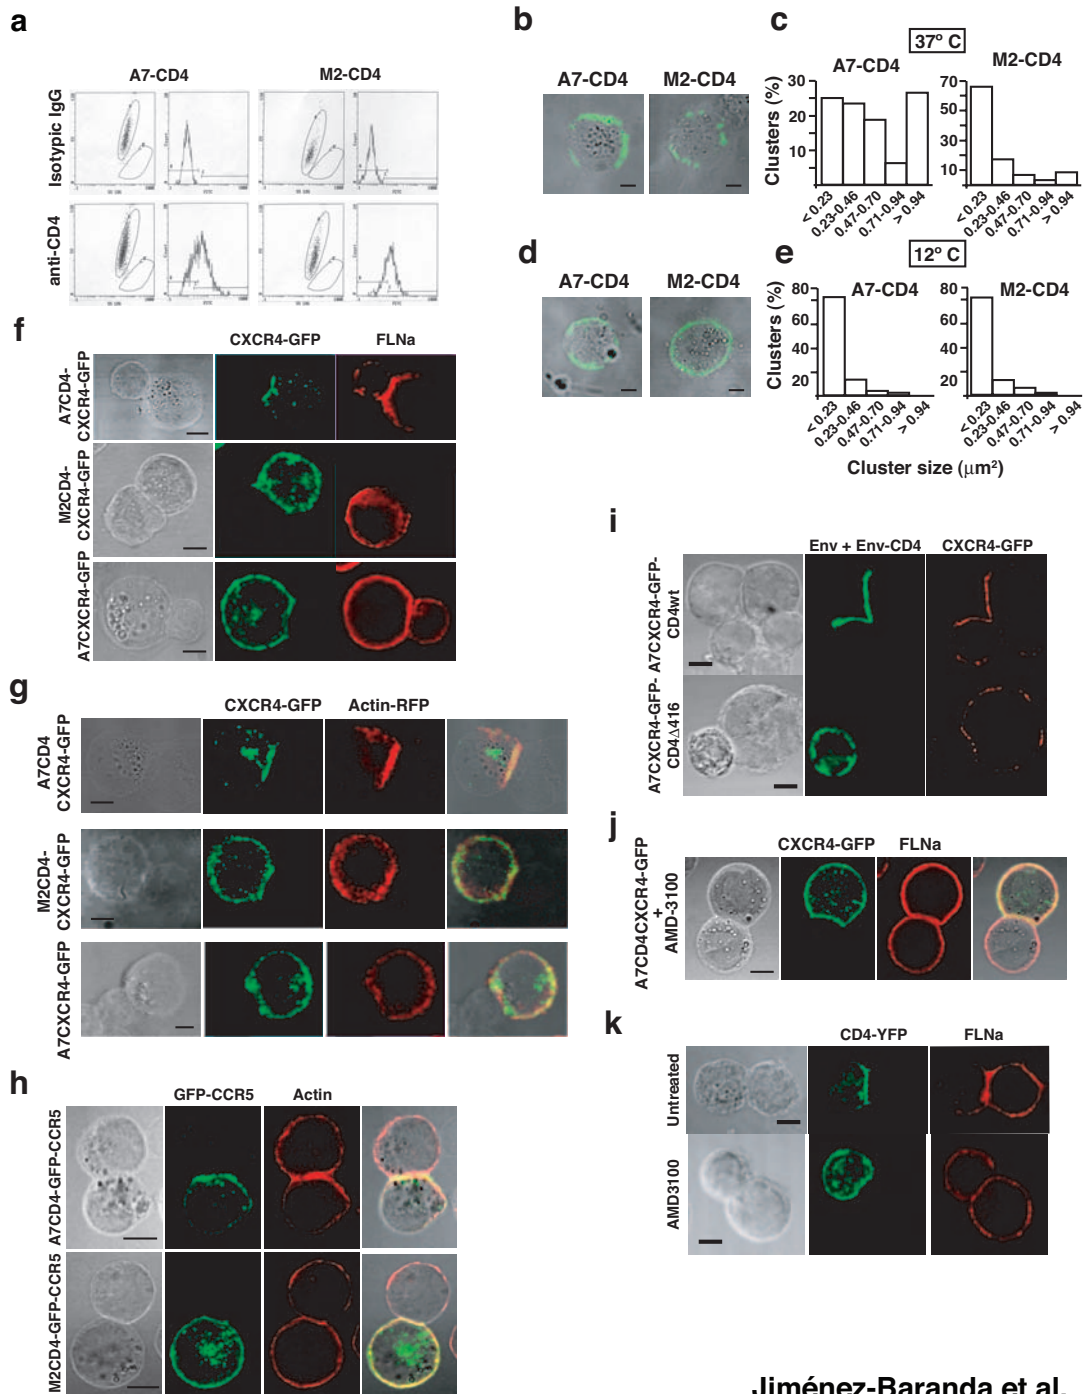 a
A7-CD4 M2-CD4
Isotypic IgG
anti-CD4
b
A7-CD4 M2-CD4
c
37° C
A7-CD4 M2-CD4
Clusters (%)
30
20
10
70
50
30
10
< 0.23
0.23-0.46
0.47-0.70
0.71-0.94
> 0.94
< 0.23
0.23-0.46
0.47-0.70
0.71-0.94
> 0.94
d
A7-CD4 M2-CD4
e
12° C
A7-CD4 M2-CD4
Clusters (%)
80
60
40
20
80
60
40
20
< 0.23
0.23-0.46
0.47-0.70
0.71-0.94
> 0.94
< 0.23
0.23-0.46
0.47-0.70
0.71-0.94
> 0.94
Cluster size (μm²)
f
CXCR4-GFP FLNa
A7CD4-
CXCR4-GFP
M2CD4-
CXCR4-GFP
A7CXCR4-GFP
g
CXCR4-GFP Actin-RFP
A7CD4
CXCR4-GFP
M2CD4-
CXCR4-GFP
A7CXCR4-GFP
h
GFP-CCR5 Actin
A7CD4-GFP-CCR5
M2CD4-GFP-CCR5
i
Env + Env-CD4 CXCR4-GFP
A7CXCR4-GFP-
CD4wt
A7CXCR4-GFP-
CD4Δ416
j
CXCR4-GFP FLNa
A7CD4CXCR4-GFP
+
AMD-3100
k
CD4-YFP FLNa
Untreated
AMD3100
Jiménez-Baranda et al.